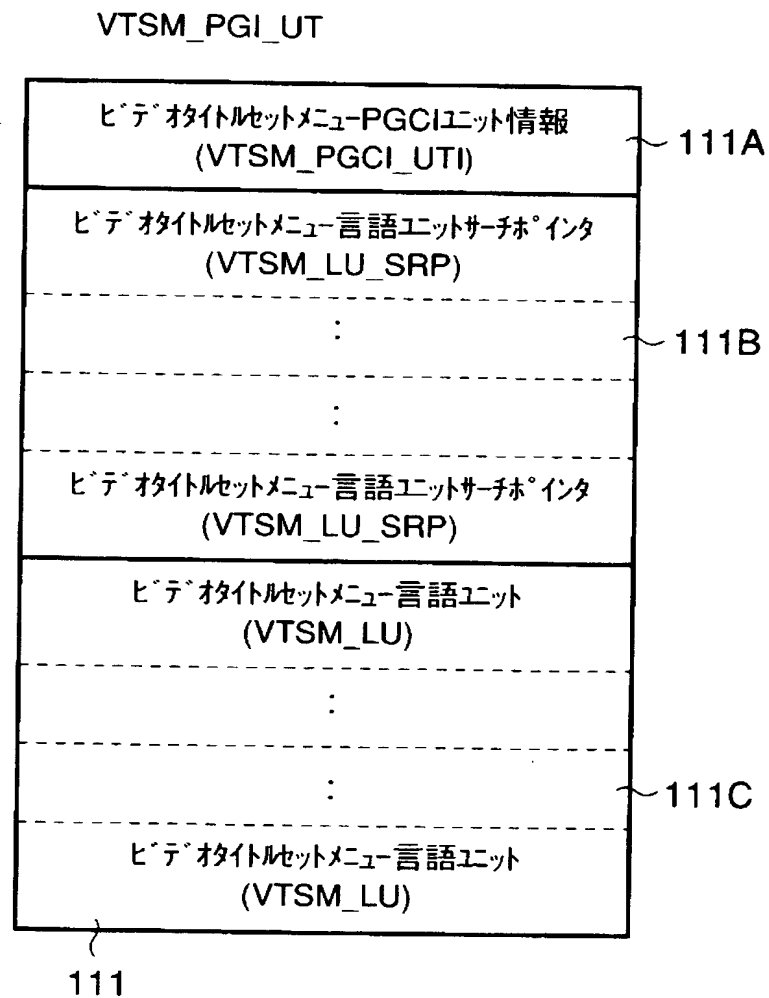 VTSM_PGI_UT
ビデオタイトルセットメニューPGCIユニット情報
(VTSM_PGCI_UTI)
111A
ビデオタイトルセットメニュー言語ユニットサーチポインタ
(VTSM_LU_SRP)
:
111B
:
ビデオタイトルセットメニュー言語ユニットサーチポインタ
(VTSM_LU_SRP)
ビデオタイトルセットメニュー言語ユニット
(VTSM_LU)
:
:
111C
ビデオタイトルセットメニュー言語ユニット
(VTSM_LU)
111